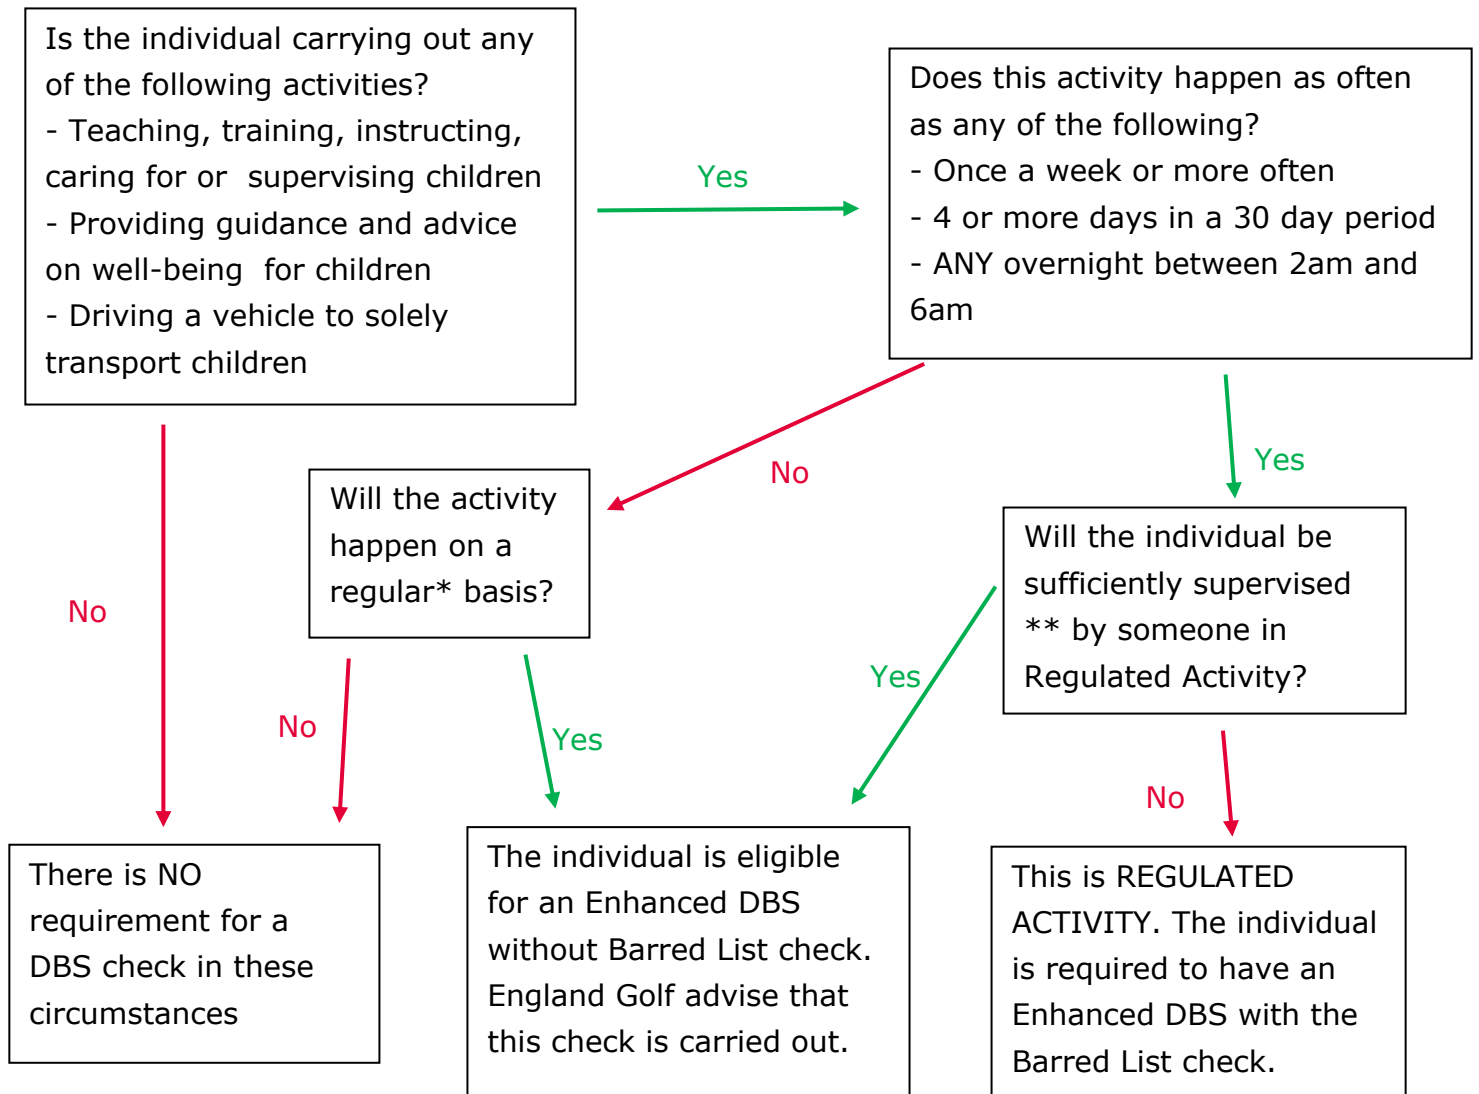 Is the individual carrying out any
of the following activities?
- Teaching, training, instructing,
caring for or  supervising children
- Providing guidance and advice
on well-being  for children
- Driving a vehicle to solely
transport children
Yes
Does this activity happen as often
as any of the following?
- Once a week or more often
- 4 or more days in a 30 day period
- ANY overnight between 2am and
6am
No
No
Yes
Will the activity
happen on a
regular* basis?
Will the individual be
sufficiently supervised
** by someone in
Regulated Activity?
No
Yes
Yes
No
There is NO
requirement for a
DBS check in these
circumstances
The individual is eligible
for an Enhanced DBS
without Barred List check.
England Golf advise that
this check is carried out.
This is REGULATED
ACTIVITY. The individual
is required to have an
Enhanced DBS with the
Barred List check.